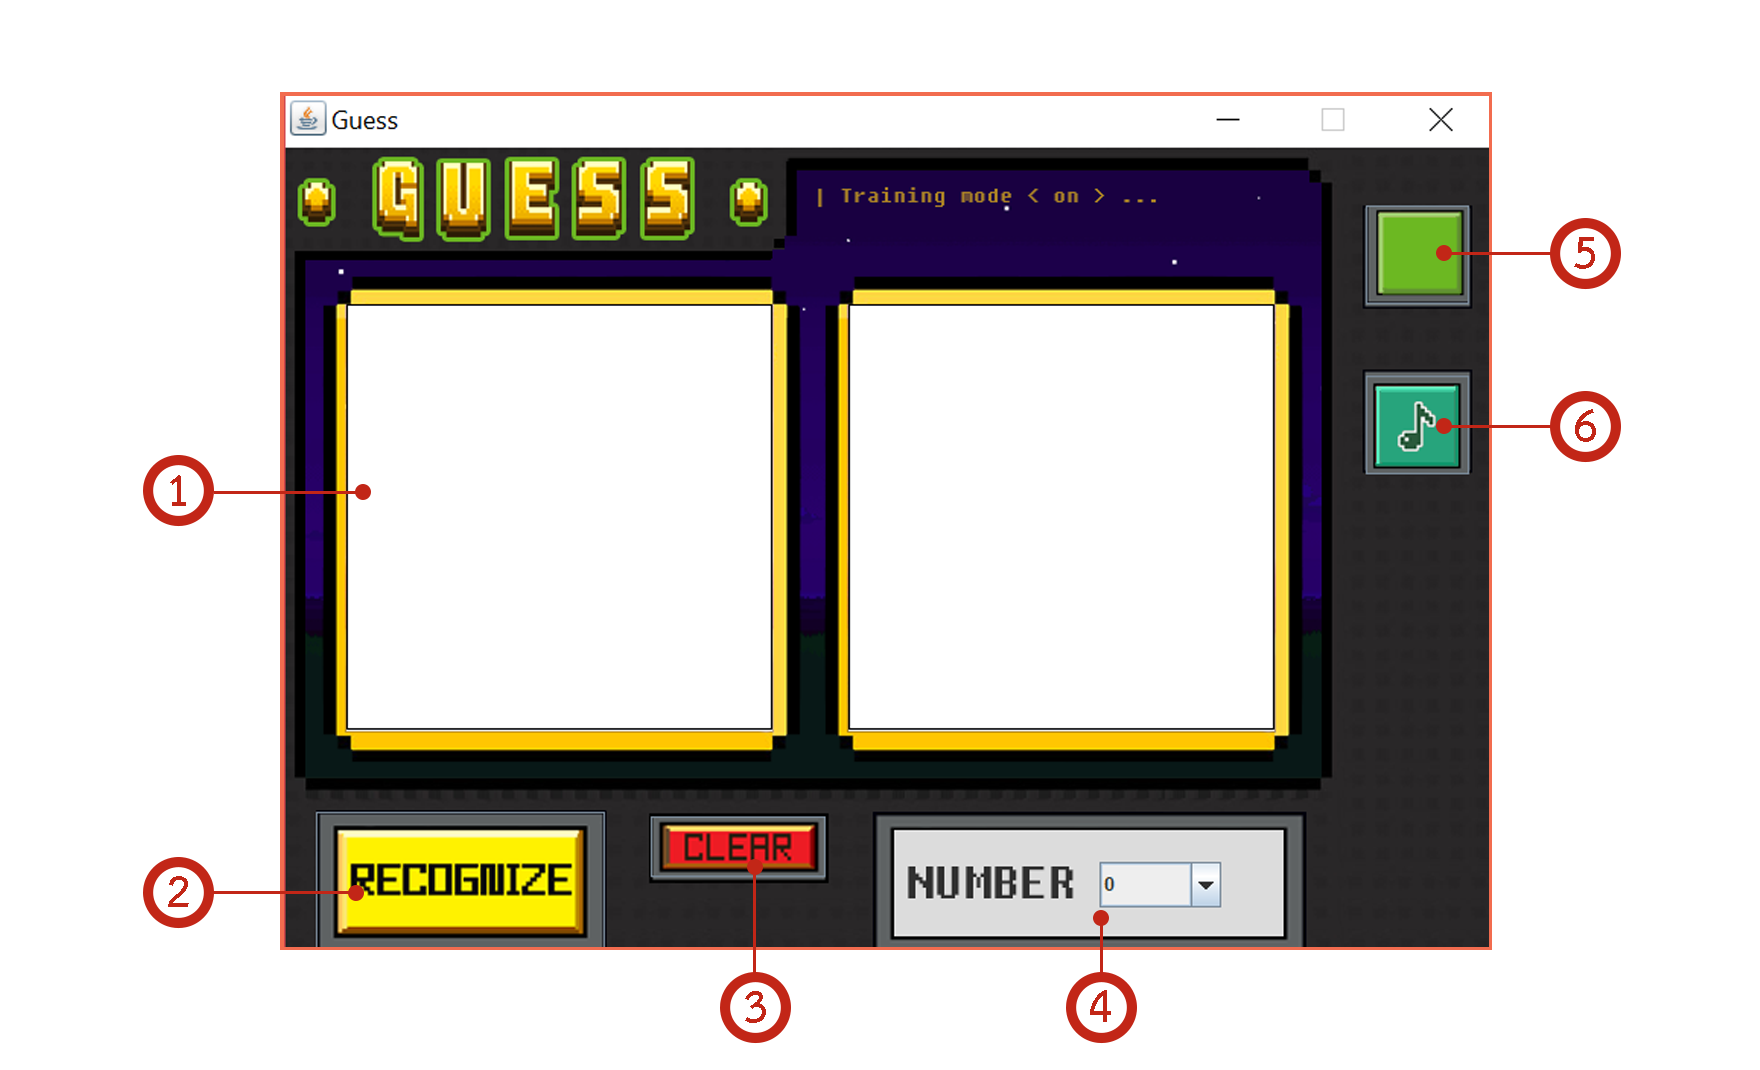 Guess
GUESS
| Training mode < on > ...
5
6
1
RECOGNIZE
CLEAR
NUMBER 0
2
3
4